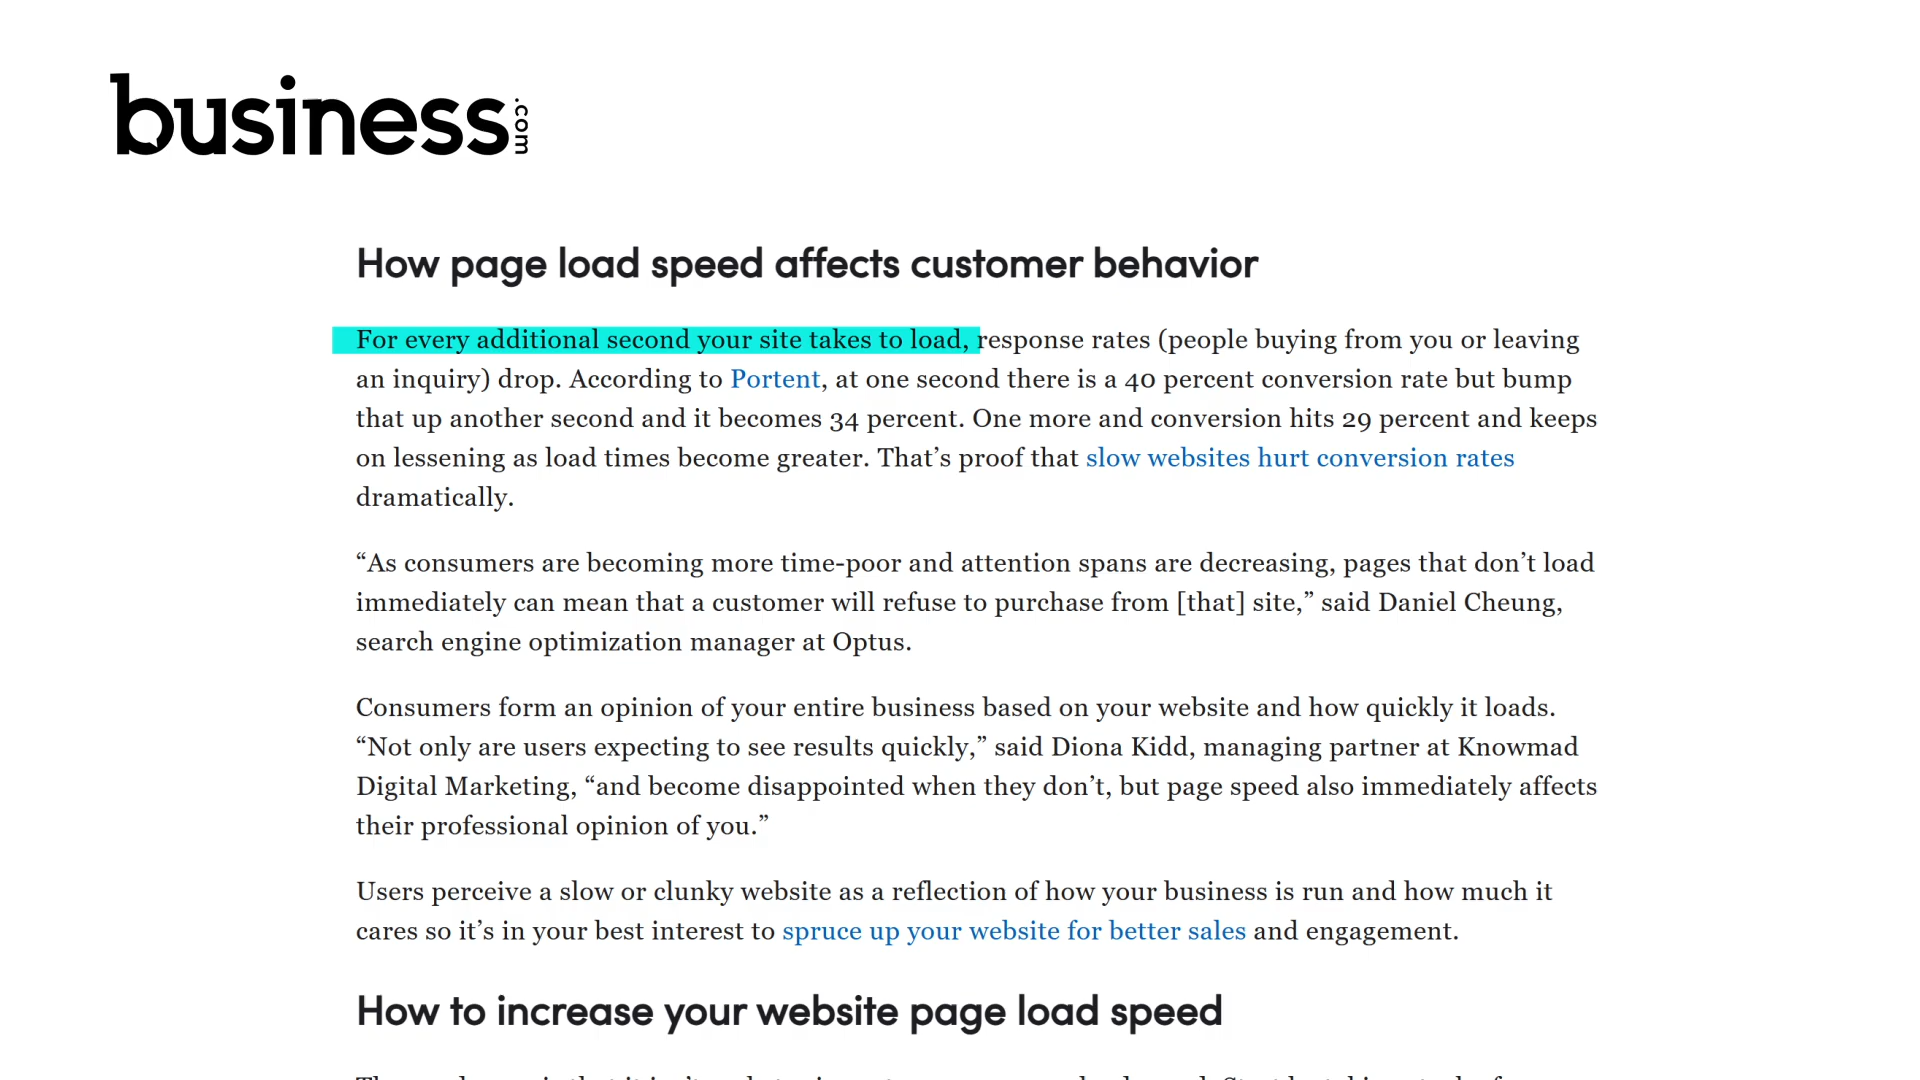 business.com
How page load speed affects customer behavior
For every additional second your site takes to load, response rates (people buying from you or leaving
an inquiry) drop. According to Portent, at one second there is a 40 percent conversion rate but bump
that up another second and it becomes 34 percent. One more and conversion hits 29 percent and keeps
on lessening as load times become greater. That’s proof that slow websites hurt conversion rates
dramatically.
“As consumers are becoming more time-poor and attention spans are decreasing, pages that don’t load
immediately can mean that a customer will refuse to purchase from [that] site,” said Daniel Cheung,
search engine optimization manager at Optus.
Consumers form an opinion of your entire business based on your website and how quickly it loads.
“Not only are users expecting to see results quickly,” said Diona Kidd, managing partner at Knowmad
Digital Marketing, “and become disappointed when they don’t, but page speed also immediately affects
their professional opinion of you.”
Users perceive a slow or clunky website as a reflection of how your business is run and how much it
cares so it’s in your best interest to spruce up your website for better sales and engagement.
How to increase your website page load speed